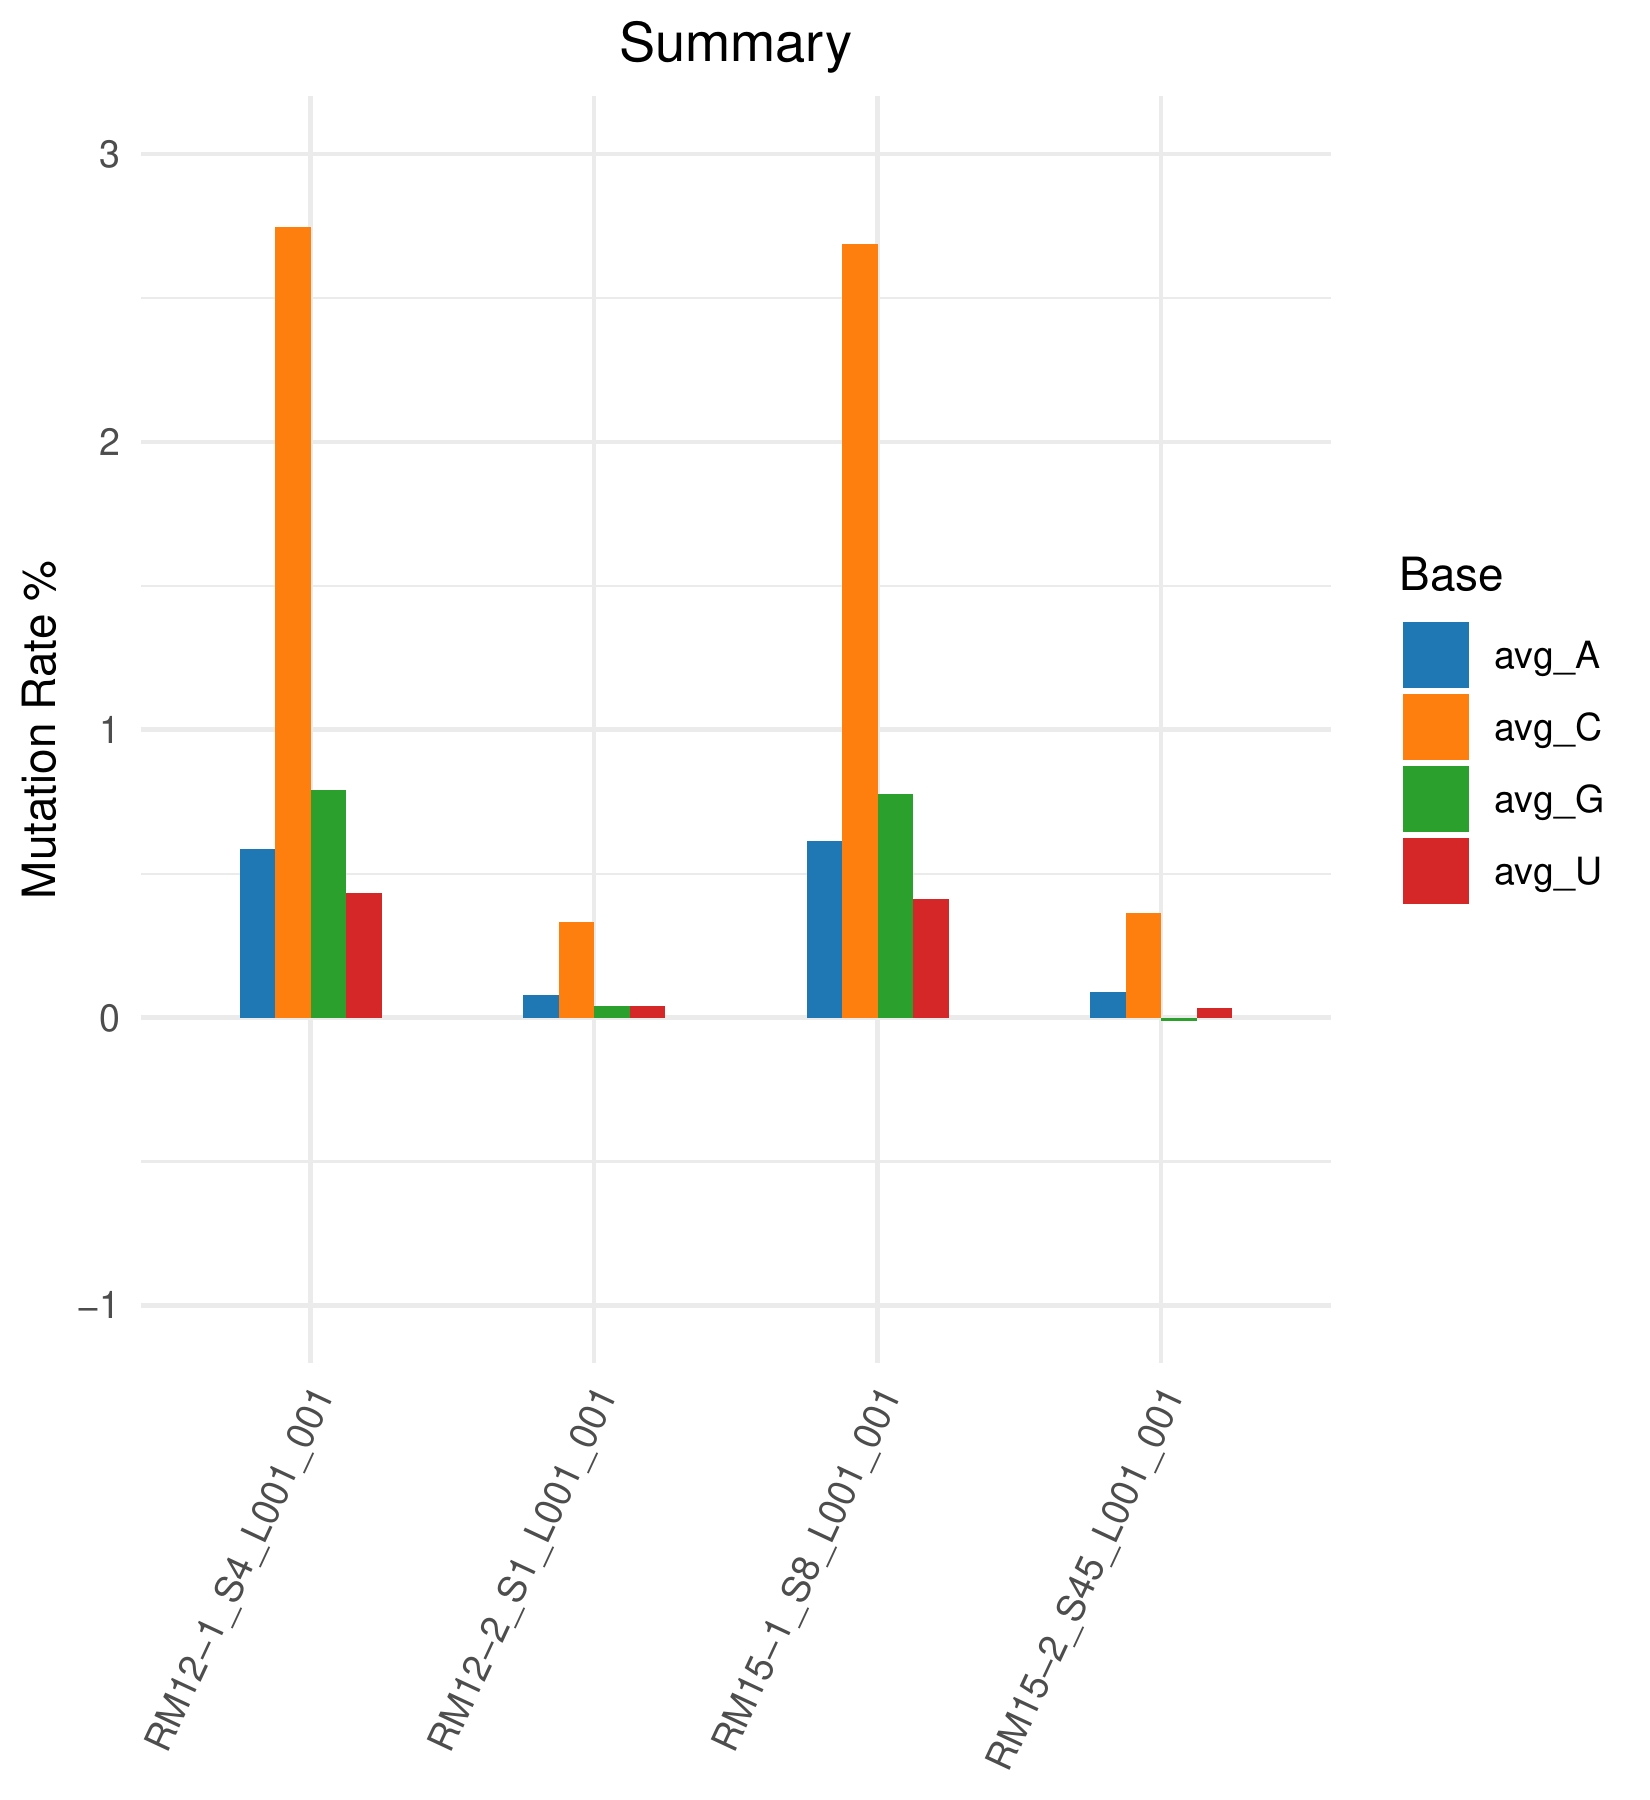 Summary
Mutation Rate %
3
2
1
0
−1
RM12−1_S4_L001_001
RM12−2_S1_L001_001
RM15−1_S8_L001_001
RM15−2_S45_L001_001
Base
avg_A
avg_C
avg_G
avg_U